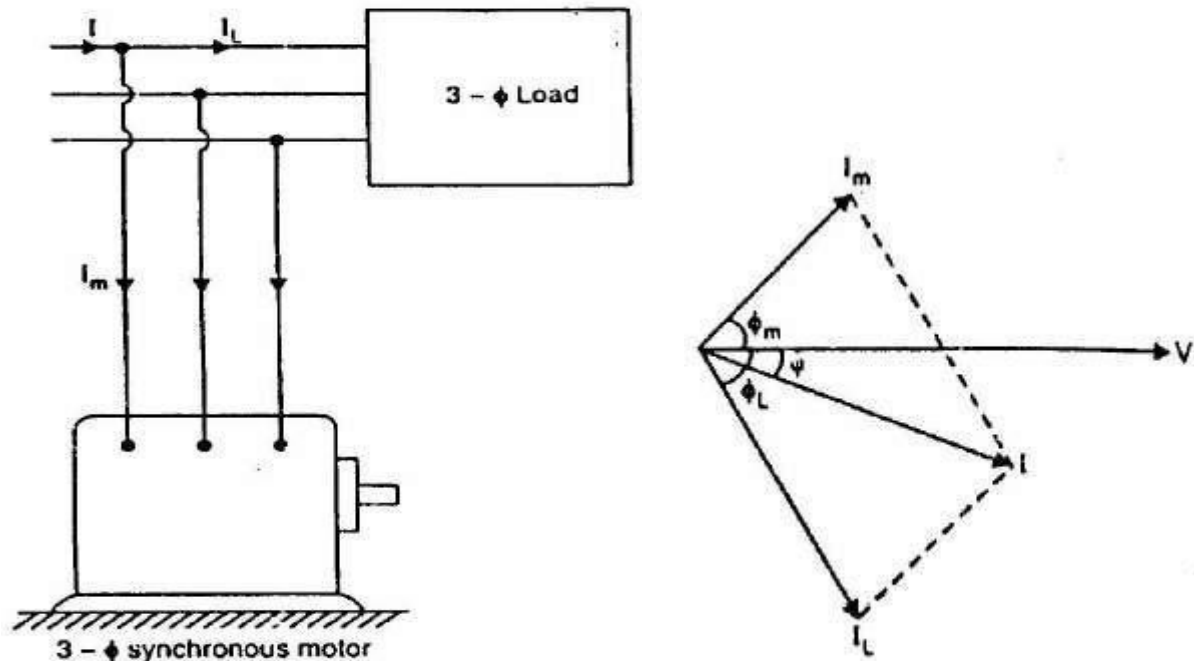 I
I_L
3 - ϕ Load
I_m
3 - ϕ synchronous motor
I_m
ϕ_m
V
ψ
ϕ_L
I
I_L